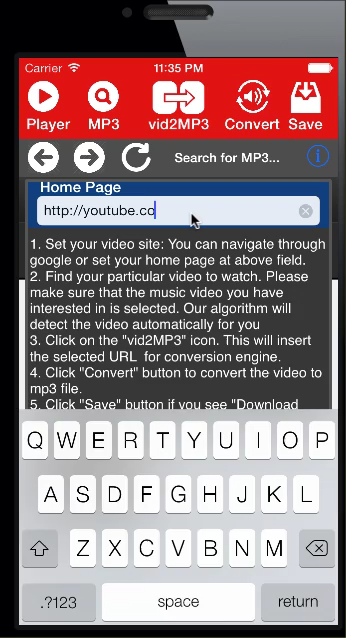 Carrier 11:35 PM
Player MP3 vid2MP3 Convert Save
Search for MP3...
Home Page
http://youtube.co
1. Set your video site: You can navigate through
google or set your home page at above field.
2. Find your particular video to watch. Please
make sure that the music video you have
interested in is selected. Our algorithm will
detect the video automatically for you
3. Click on the "vid2MP3" icon. This will insert
the selected URL for conversion engine.
4. Click "Convert" button to convert the video to
mp3 file.
5. Click "Save" button if you see "Download
Q W E R T Y U I O P
A S D F G H J K L
Z X C V B N M
.?123 space return